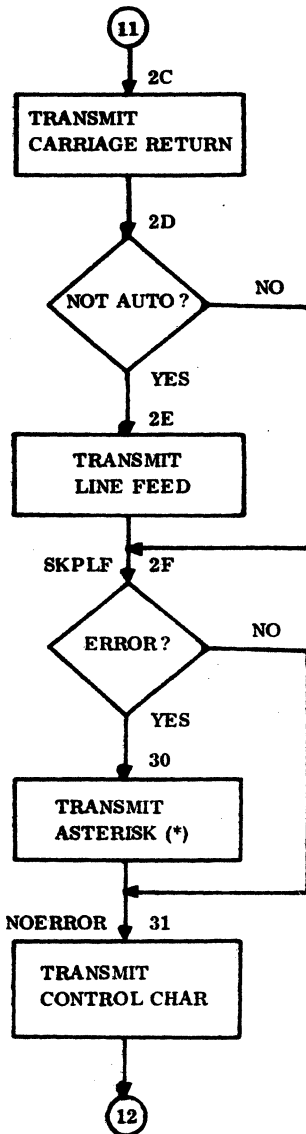 11
2C
TRANSMIT
CARRIAGE RETURN
2D
NOT AUTO ?
NO
YES
2E
TRANSMIT
LINE FEED
SKPLF 2F
ERROR ?
NO
YES
30
TRANSMIT
ASTERISK (*)
NOERROR 31
TRANSMIT
CONTROL CHAR
12